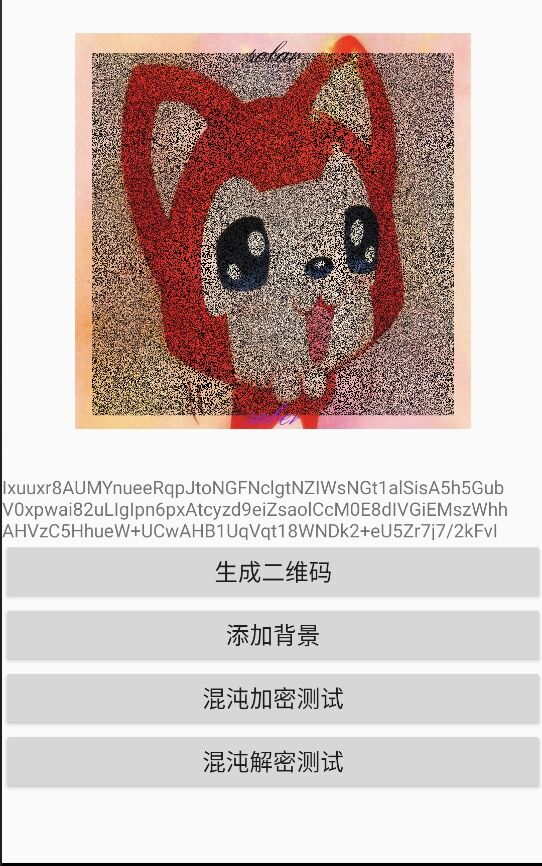 robar
Ixuuxr8AUMYnueeRqpJtoNGFNclgtNZIWsNGt1alSisA5h5Gub
V0xpwai82uLIgIpn6pxAtcyzd9eiZsaolCcM0E8dIVGiEMszWhh
AHVzC5HhueW+UCwAHB1UqVqt18WNDk2+eU5Zr7j7/2kFvI
生成二维码
添加背景
混沌加密测试
混沌解密测试